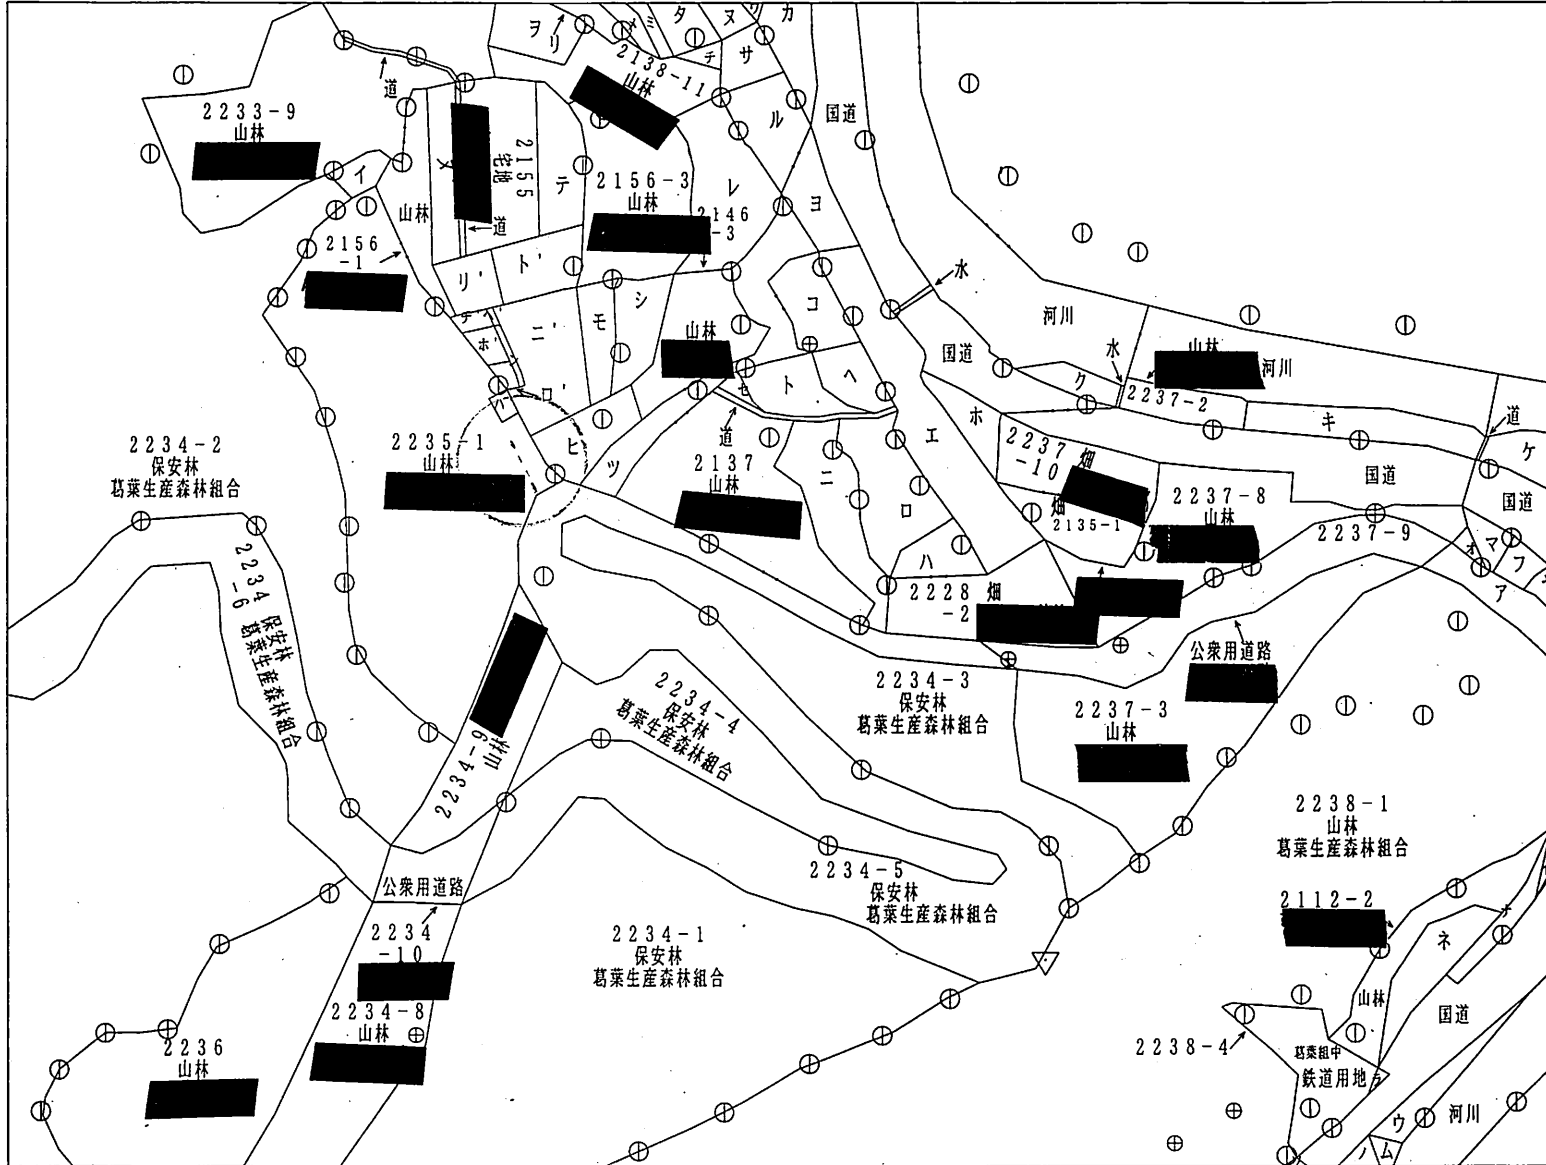 ヲ
リ
ミ
タ
ヌ
カ
チ
サ
2138-11
山林
道
2233-9
山林
ル
国道
2155
宅地
テ
イ
2156-3
山林
レ
山林
道
2146
-3
ヨ
2156
-1
リ'
ト'
シ
水
コ
モ
ニ'
ホ'
河川
国道
山林
水
山林
河川
ク
2237-2
ロ'
セ
ト
ヘ
ホ
キ
道
ケ
2234-2
保安林
葛葉生産森林組合
2235-1
山林
ヒ
ツ
道
2137
山林
ニ
エ
2237
-10
畑
国道
国道
ロ
畑
2135-1
2237-8
山林
2237-9
オ
マ
フ
ア
ハ
2228
-2
畑
2234
-6
保安林
葛葉生産森林組合
公衆用道路
2234-4
保安林
葛葉生産森林組合
2234-3
保安林
葛葉生産森林組合
2237-3
山林
2234-9
山林
2238-1
山林
葛葉生産森林組合
2234-5
保安林
葛葉生産森林組合
公衆用道路
2112-2
ネ
ナ
2234
-10
2234-1
保安林
葛葉生産森林組合
山林
国道
2234-8
山林
2236
山林
2238-4
葛葉組中
鉄道用地
ラ
河川
ウ
ム
ノ